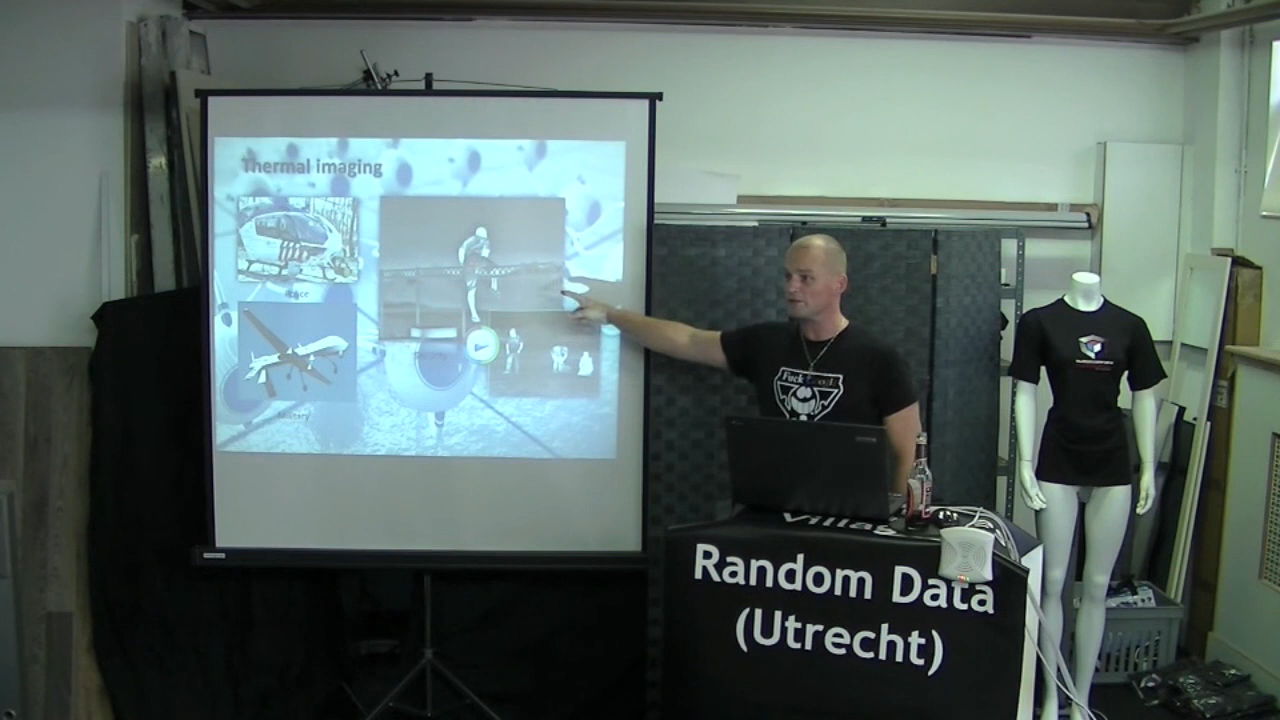 Thermal imaging
Police
Military
Village
Random Data
(Utrecht)